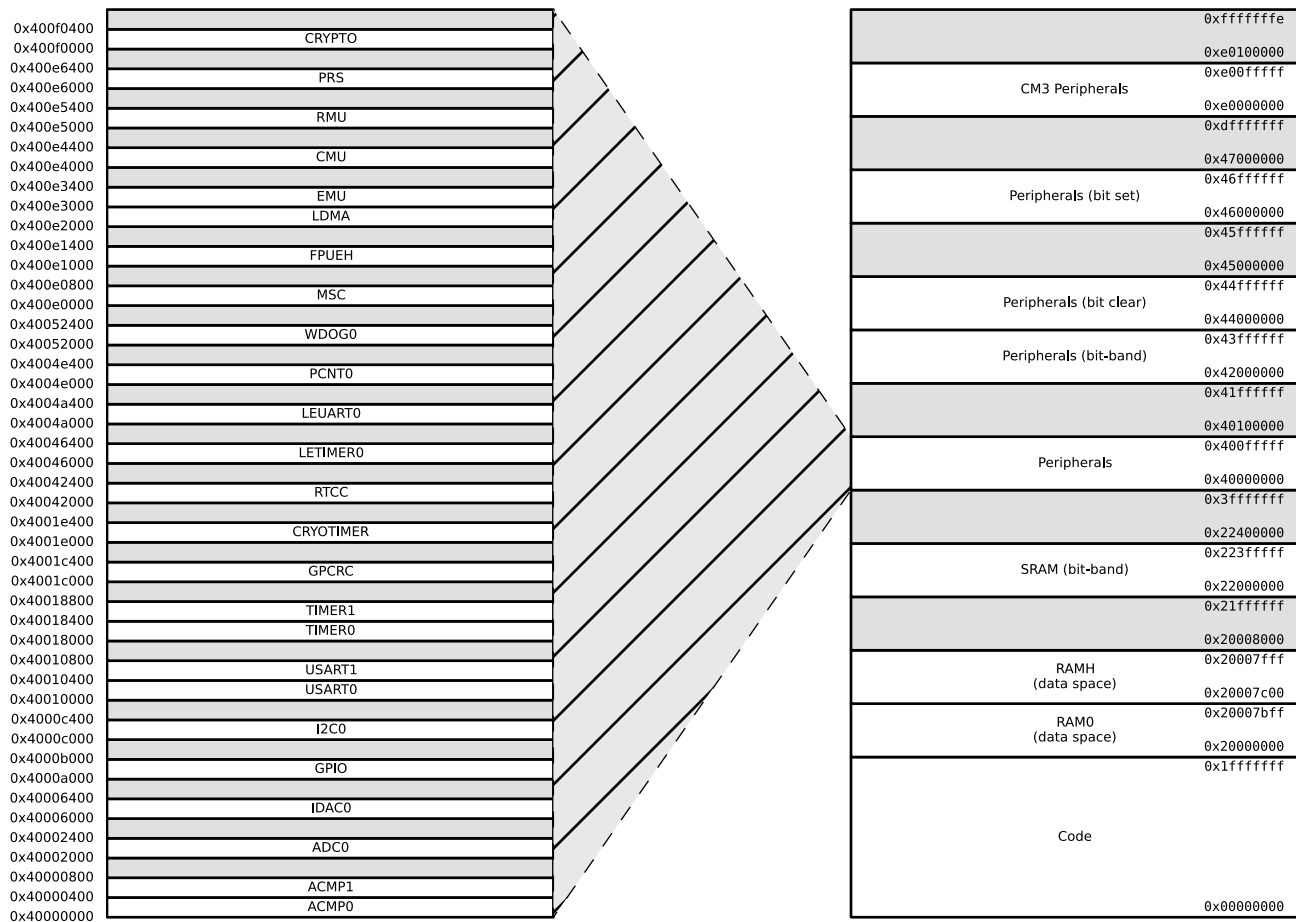 0x400f0400
CRYPTO
0x400f0000
0x400e6400
PRS
0x400e6000
0x400e5400
RMU
0x400e5000
0x400e4400
CMU
0x400e4000
0x400e3400
EMU
0x400e3000
LDMA
0x400e2000
0x400e1400
FPUEH
0x400e1000
0x400e0800
MSC
0x400e0000
0x40052400
WDOG0
0x40052000
0x4004e400
PCNT0
0x4004e000
0x4004a400
LEUART0
0x4004a000
0x40046400
LETIMER0
0x40046000
0x40042400
RTCC
0x40042000
0x4001e400
CRYOTIMER
0x4001e000
0x4001c400
GPCRC
0x4001c000
0x40018800
TIMER1
0x40018400
TIMER0
0x40018000
0x40010800
USART1
0x40010400
USART0
0x40010000
0x4000c400
I2C0
0x4000c000
0x4000b000
GPIO
0x4000a000
0x40006400
IDAC0
0x40006000
0x40002400
ADC0
0x40002000
0x40000800
ACMP1
0x40000400
ACMP0
0x40000000
0xfffffffe
0xe0100000
0xe00fffff
CM3 Peripherals
0xe0000000
0xdfffffff
0x47000000
0x46ffffff
Peripherals (bit set)
0x46000000
0x45ffffff
0x45000000
0x44ffffff
Peripherals (bit clear)
0x44000000
0x43ffffff
Peripherals (bit-band)
0x42000000
0x41ffffff
0x40100000
0x400fffff
Peripherals
0x40000000
0x3fffffff
0x22400000
0x223fffff
SRAM (bit-band)
0x22000000
0x21ffffff
0x20008000
0x20007fff
RAMH
(data space)
0x20007c00
0x20007bff
RAM0
(data space)
0x20000000
0x1fffffff
Code
0x00000000